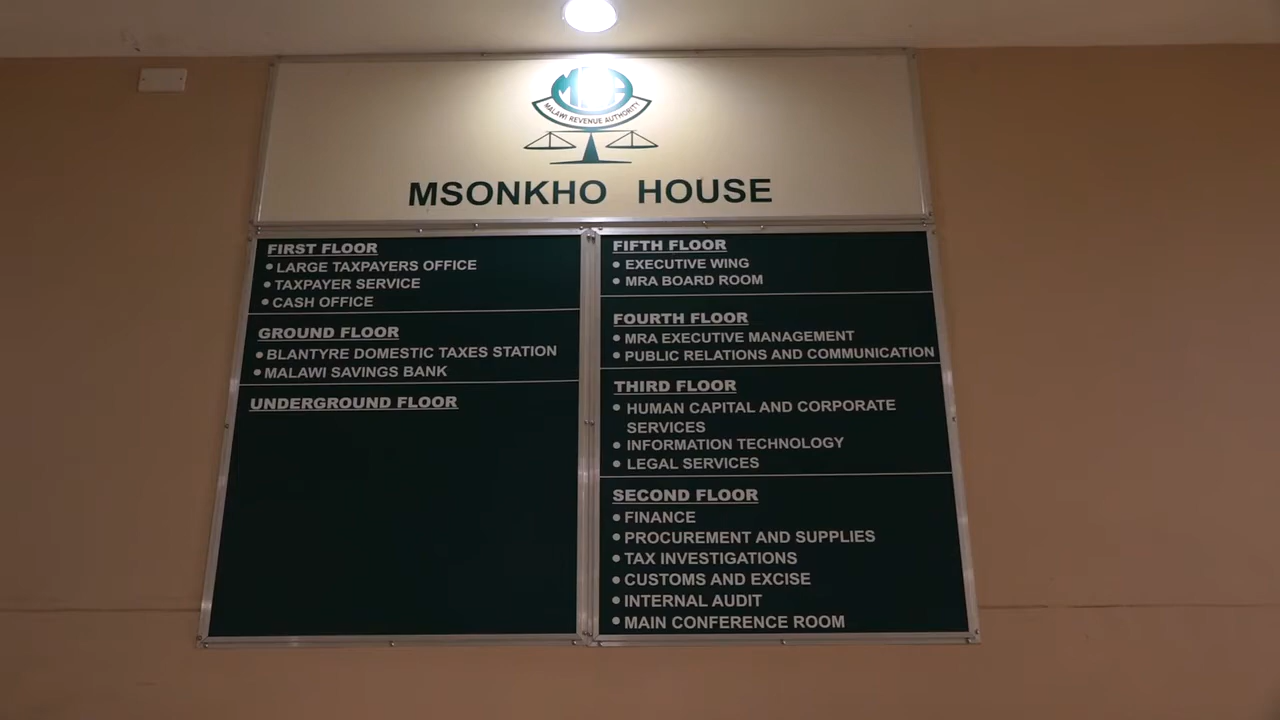 MRA
MALAWI REVENUE AUTHORITY
MSONKHO HOUSE
FIRST FLOOR
• LARGE TAXPAYERS OFFICE
• TAXPAYER SERVICE
• CASH OFFICE
GROUND FLOOR
• BLANTYRE DOMESTIC TAXES STATION
• MALAWI SAVINGS BANK
UNDERGROUND FLOOR
FIFTH FLOOR
• EXECUTIVE WING
• MRA BOARD ROOM
FOURTH FLOOR
• MRA EXECUTIVE MANAGEMENT
• PUBLIC RELATIONS AND COMMUNICATION
THIRD FLOOR
• HUMAN CAPITAL AND CORPORATE
SERVICES
• INFORMATION TECHNOLOGY
• LEGAL SERVICES
SECOND FLOOR
• FINANCE
• PROCUREMENT AND SUPPLIES
• TAX INVESTIGATIONS
• CUSTOMS AND EXCISE
• INTERNAL AUDIT
• MAIN CONFERENCE ROOM